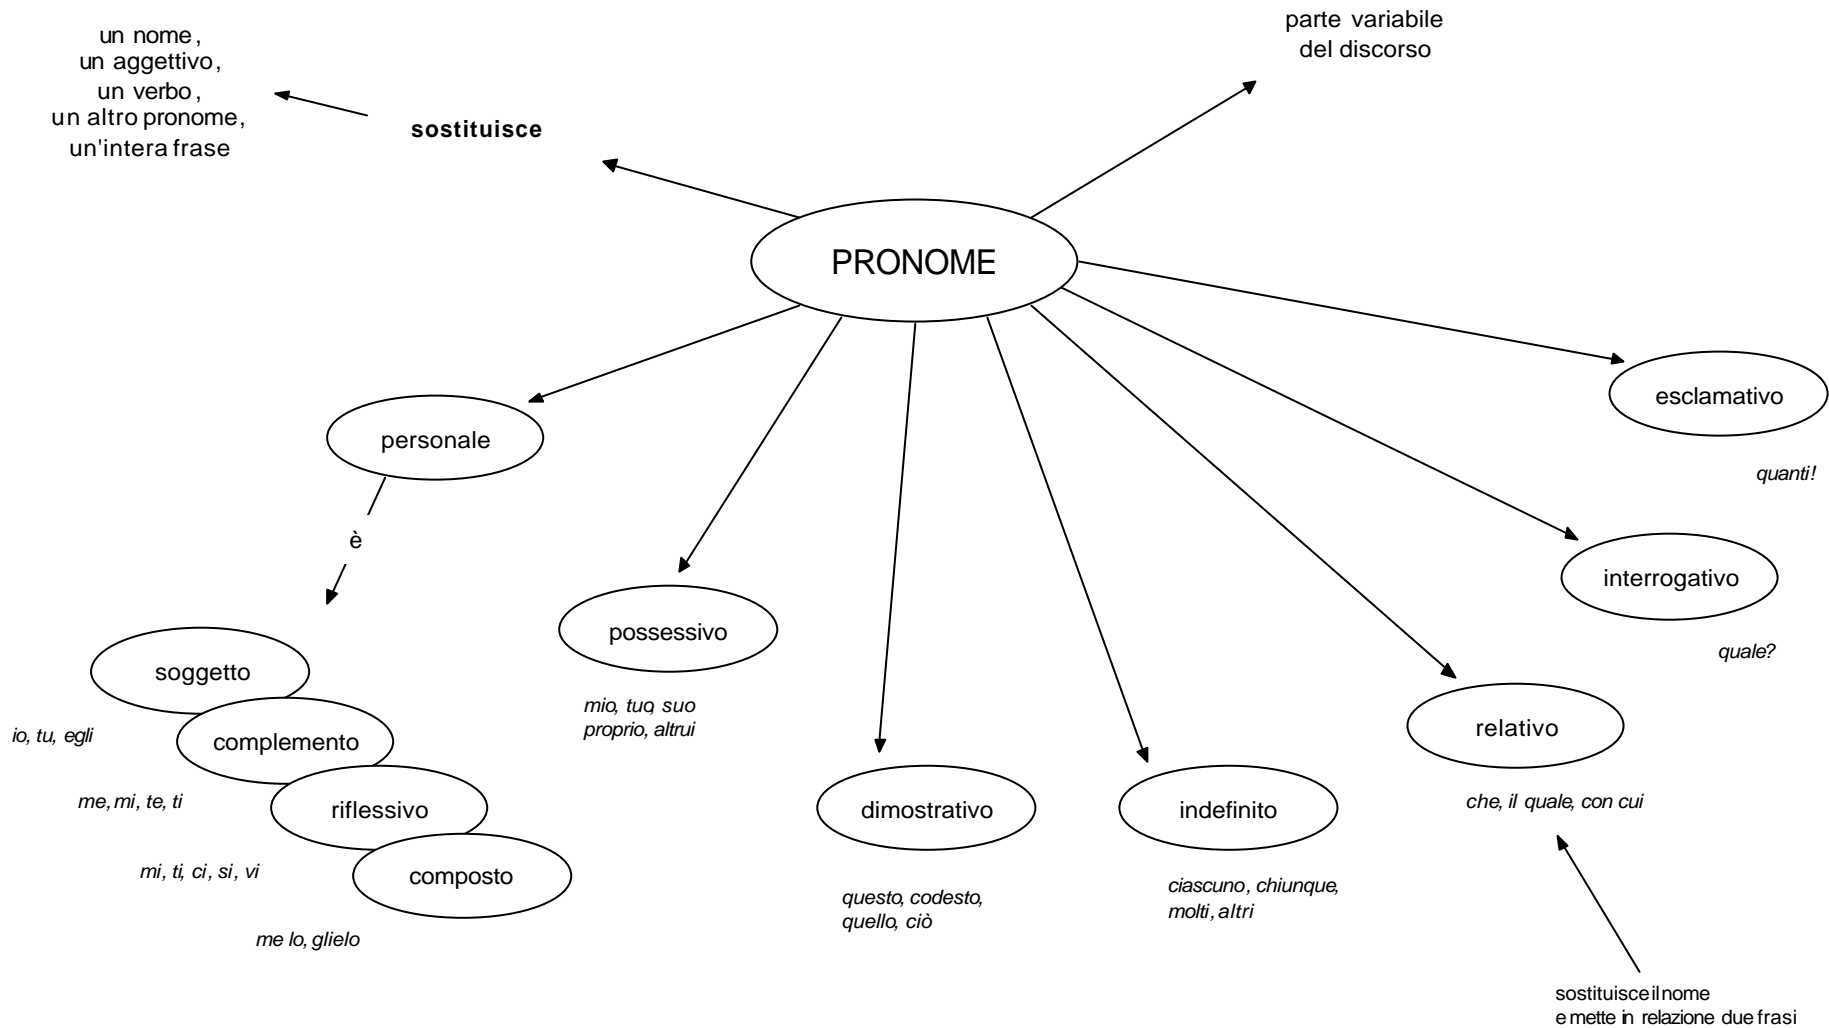 un nome,
un aggettivo,
un verbo,
un altro pronome,
un'intera frase
sostituisce
parte variabile
del discorso
PRONOME
personale
è
soggetto
io, tu, egli
complemento
me, mi, te, ti
riflessivo
mi, ti, ci, si, vi
composto
me lo, glielo
possessivo
mio, tuo, suo
proprio, altrui
dimostrativo
questo, codesto,
quello, ciò
indefinito
ciascuno, chiunque,
molti, altri
relativo
che, il quale, con cui
sostituisce il nome
e mette in relazione due frasi
interrogativo
quale?
esclamativo
quanti!